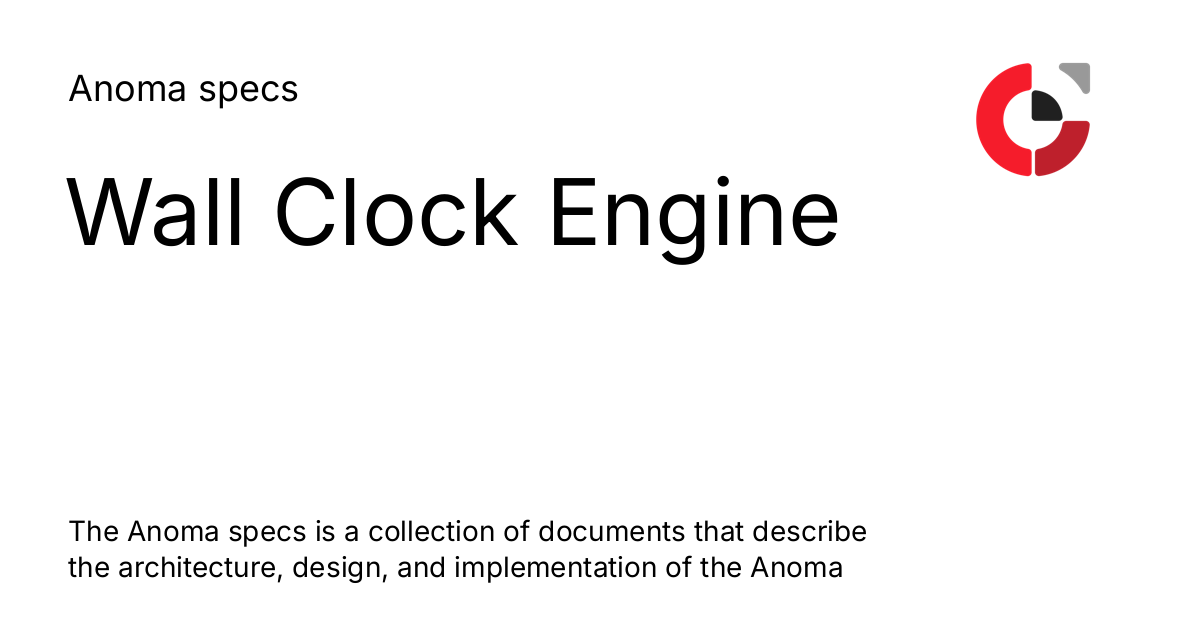 Anoma specs
Wall Clock Engine
The Anoma specs is a collection of documents that describe
the architecture, design, and implementation of the Anoma